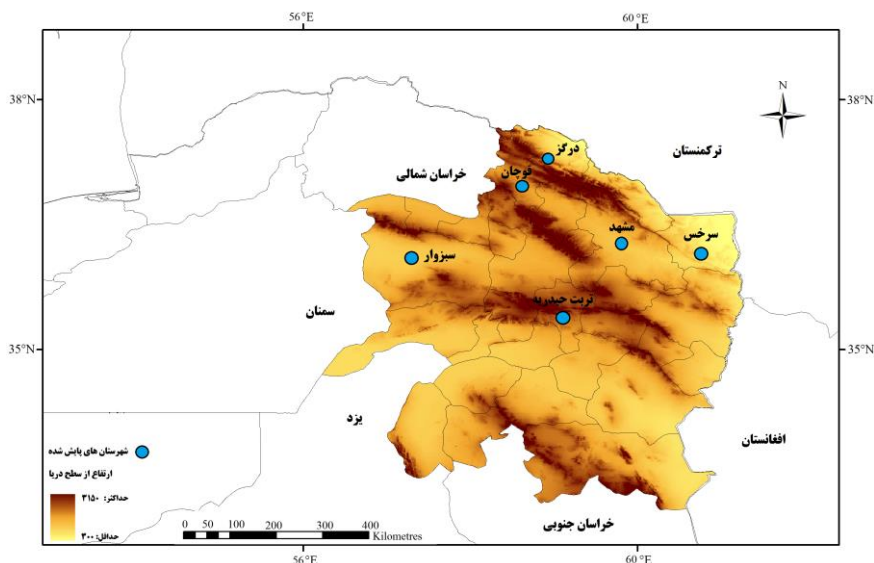 56°E 60°E
38°N 38°N
N
ترکمنستان
درگز
قوچان
خراسان شمالی
مشهد
سرخس
سبزوار
تربت حیدریه
سمنان
35°N 35°N
یزد
افغانستان
شهرستان های پایش شده
ارتفاع از سطح دریا
حداکثر: ۳۱۵۰
حداقل: ۳۰۰
0 50 100 200 300 400
Kilometres
خراسان جنوبی
56°E 60°E